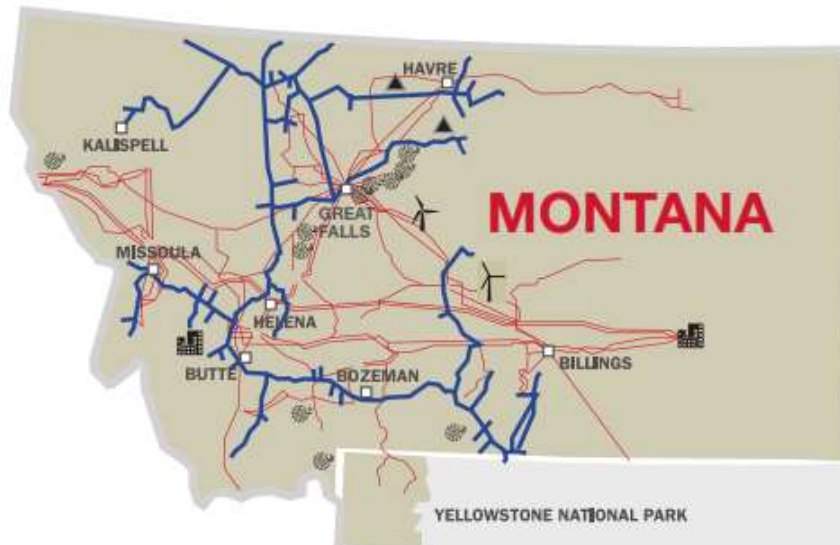 HAVRE
KALISPELL
MONTANA
GREAT
FALLS
MISSOULA
HELENA
BUTTE
BOZEMAN
BILLINGS
YELLOWSTONE NATIONAL PARK